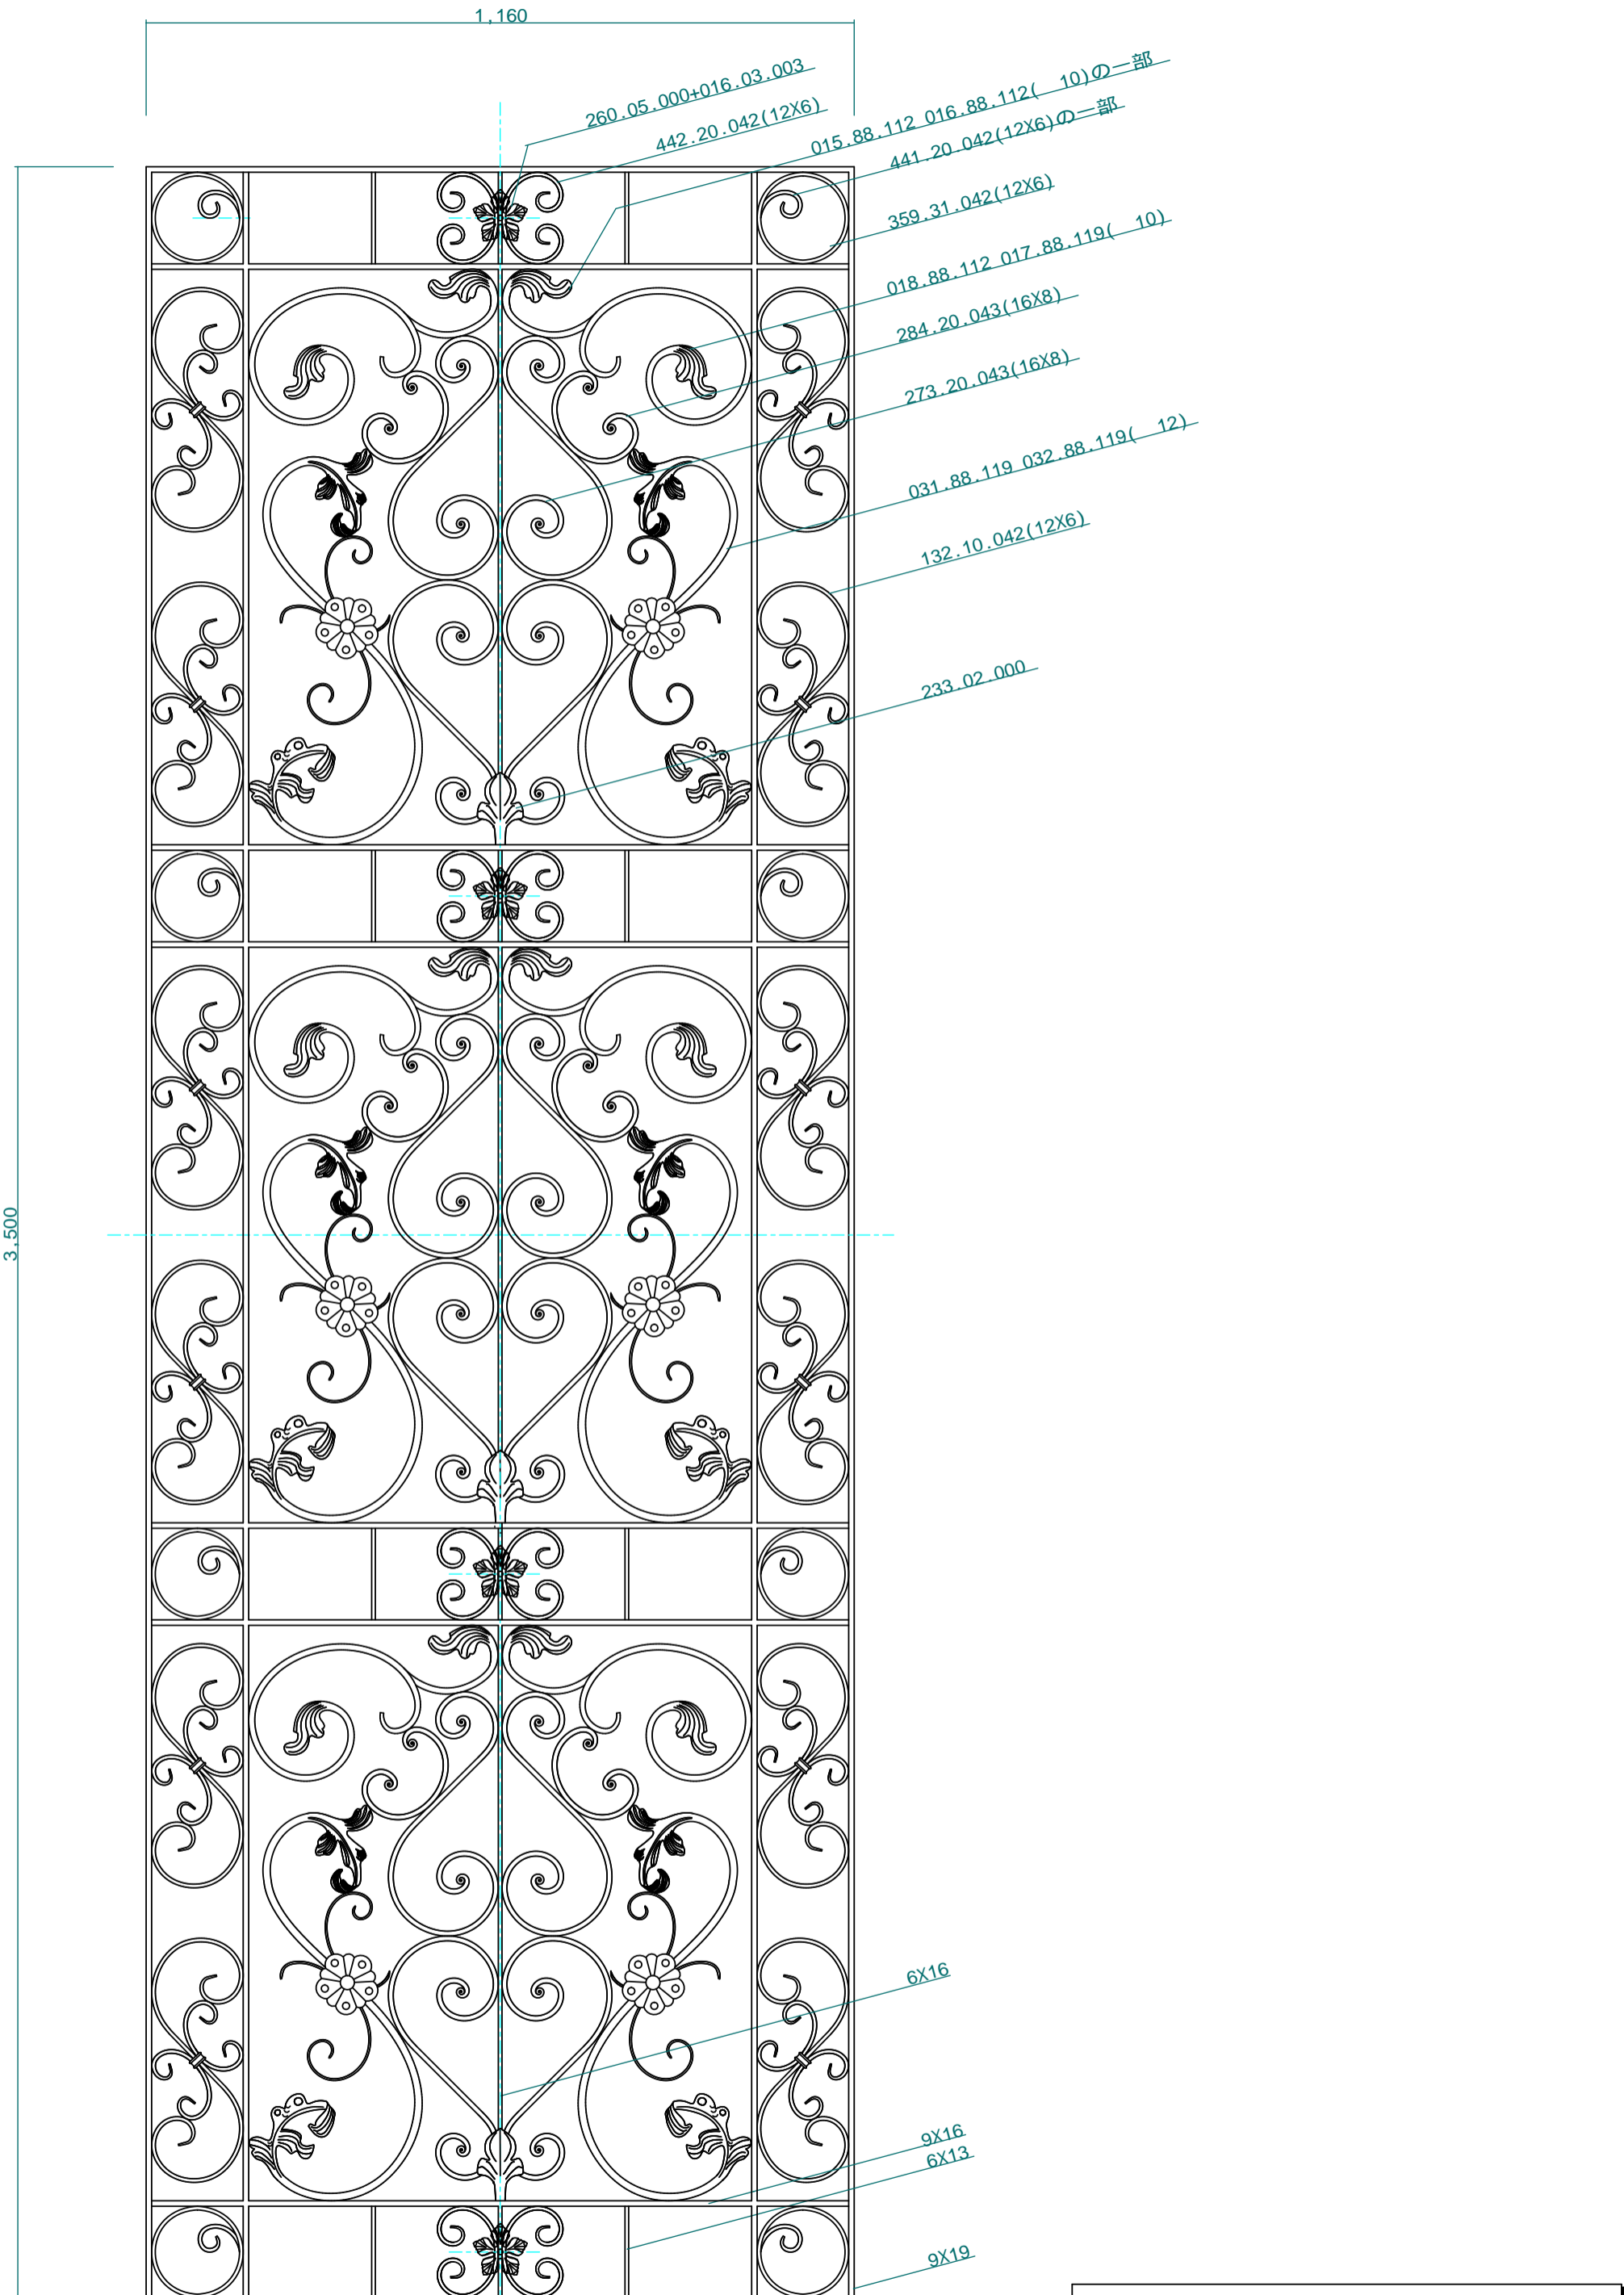 1,160
260.05.000+016.03.003
442.20.042(12X6)
015.88.112 016.88.112( 10)の一部
441.20.042(12X6)の一部
359.31.042(12X6)
018.88.112 017.88.119( 10)
284.20.043(16X8)
273.20.043(16X8)
031.88.119 032.88.119( 12)
132.10.042(12X6)
233.02.000
3,500
6X16
9X16
6X13
9X19